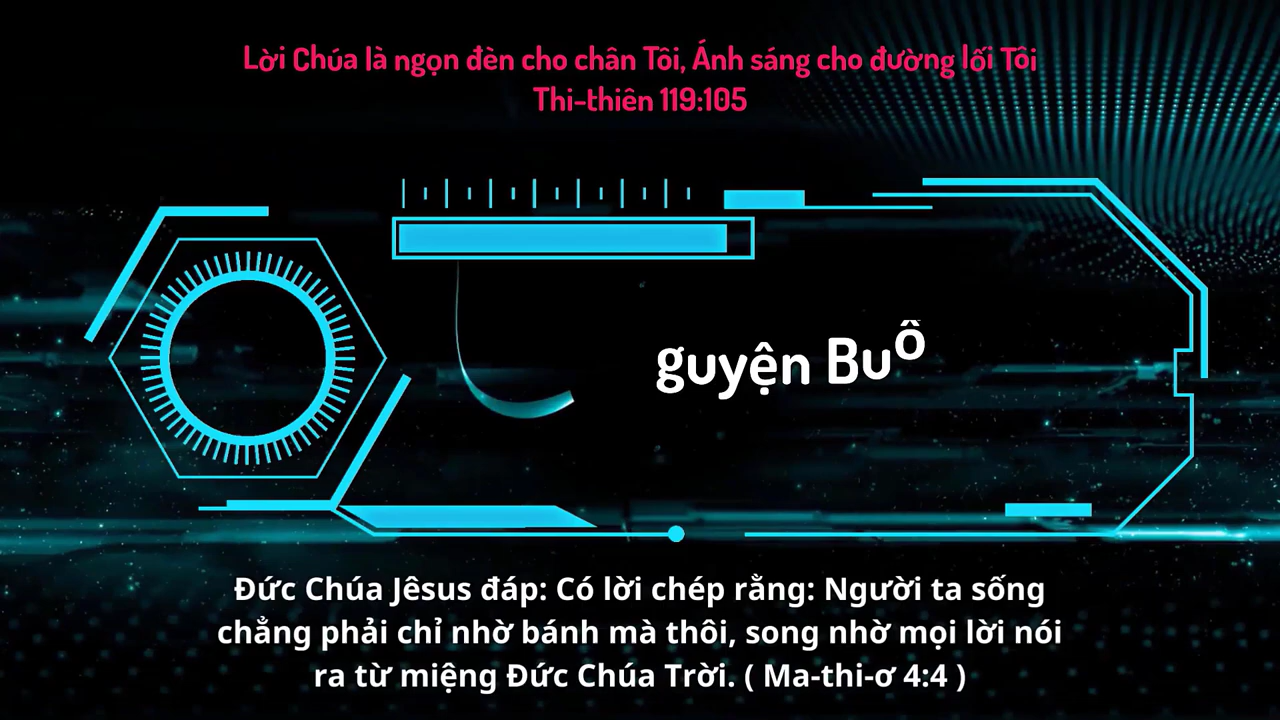 Lời Chúa là ngọn đèn cho chân Tôi, Ánh sáng cho đường lối Tôi
Thi-thiên 119:105
guyện Buô
Đức Chúa Jêsus đáp: Có lời chép rằng: Người ta sống
chẳng phải chỉ nhờ bánh mà thôi, song nhờ mọi lời nói
ra từ miệng Đức Chúa Trời. ( Ma-thi-ơ 4:4 )